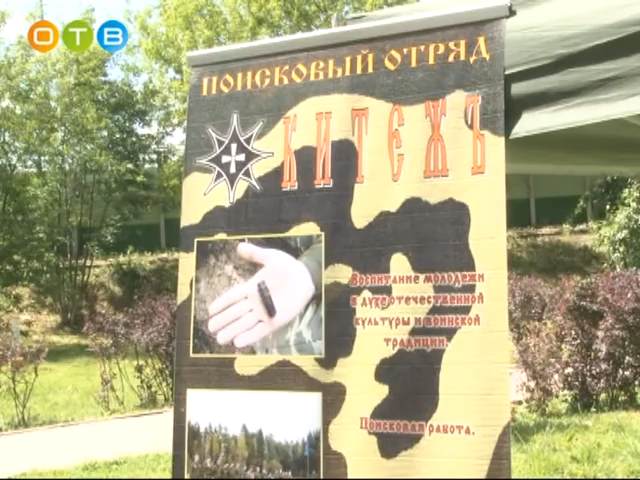 ОТВ
ПОИСКОВЫЙ ОТРЯД
КИТЕЖЪ
Воспитание молодежи
в духе отечественной
культуры и воинской
традиции.
Поисковая работа.